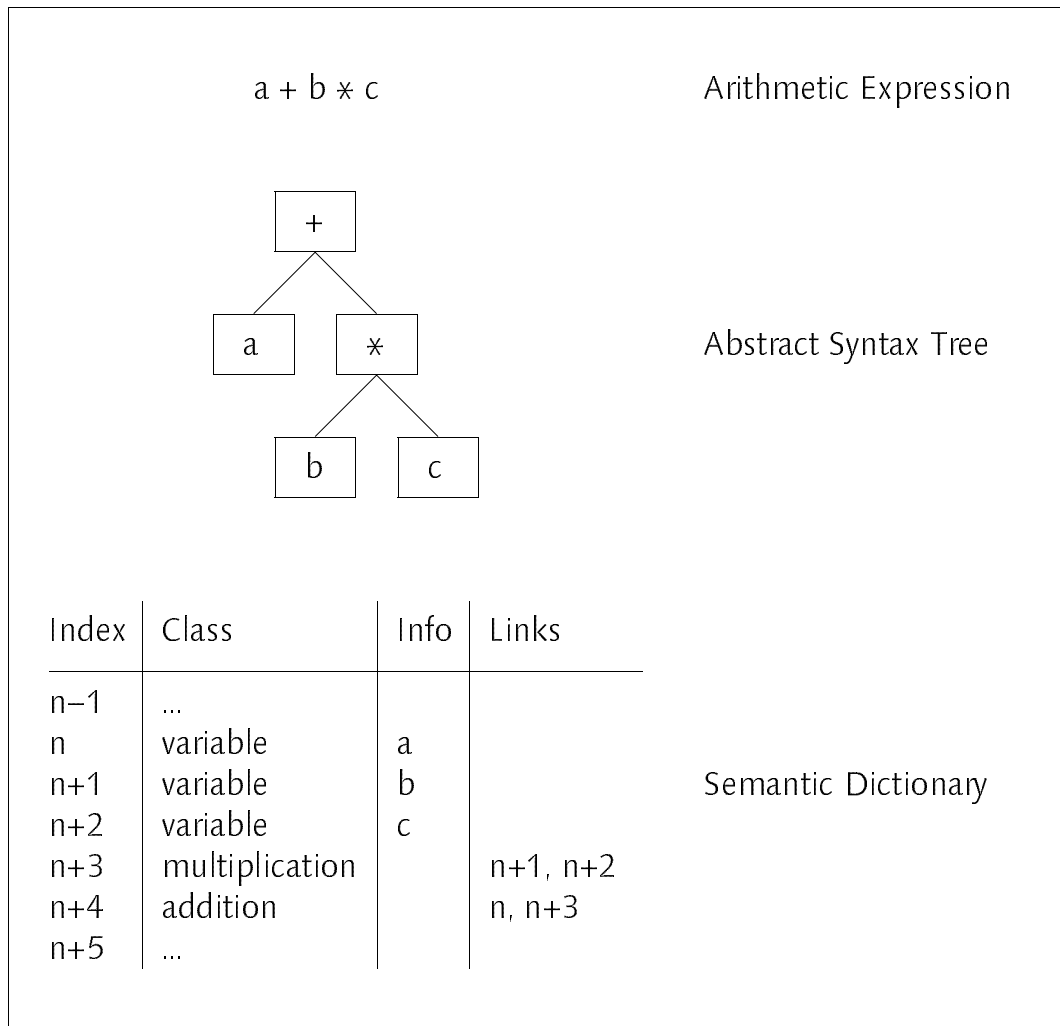 a + b * c Arithmetic Expression
+
a * Abstract Syntax Tree
b c
Index Class Info Links
n–1 ...
n variable a
n+1 variable b Semantic Dictionary
n+2 variable c
n+3 multiplication n+1, n+2
n+4 addition n, n+3
n+5 ...